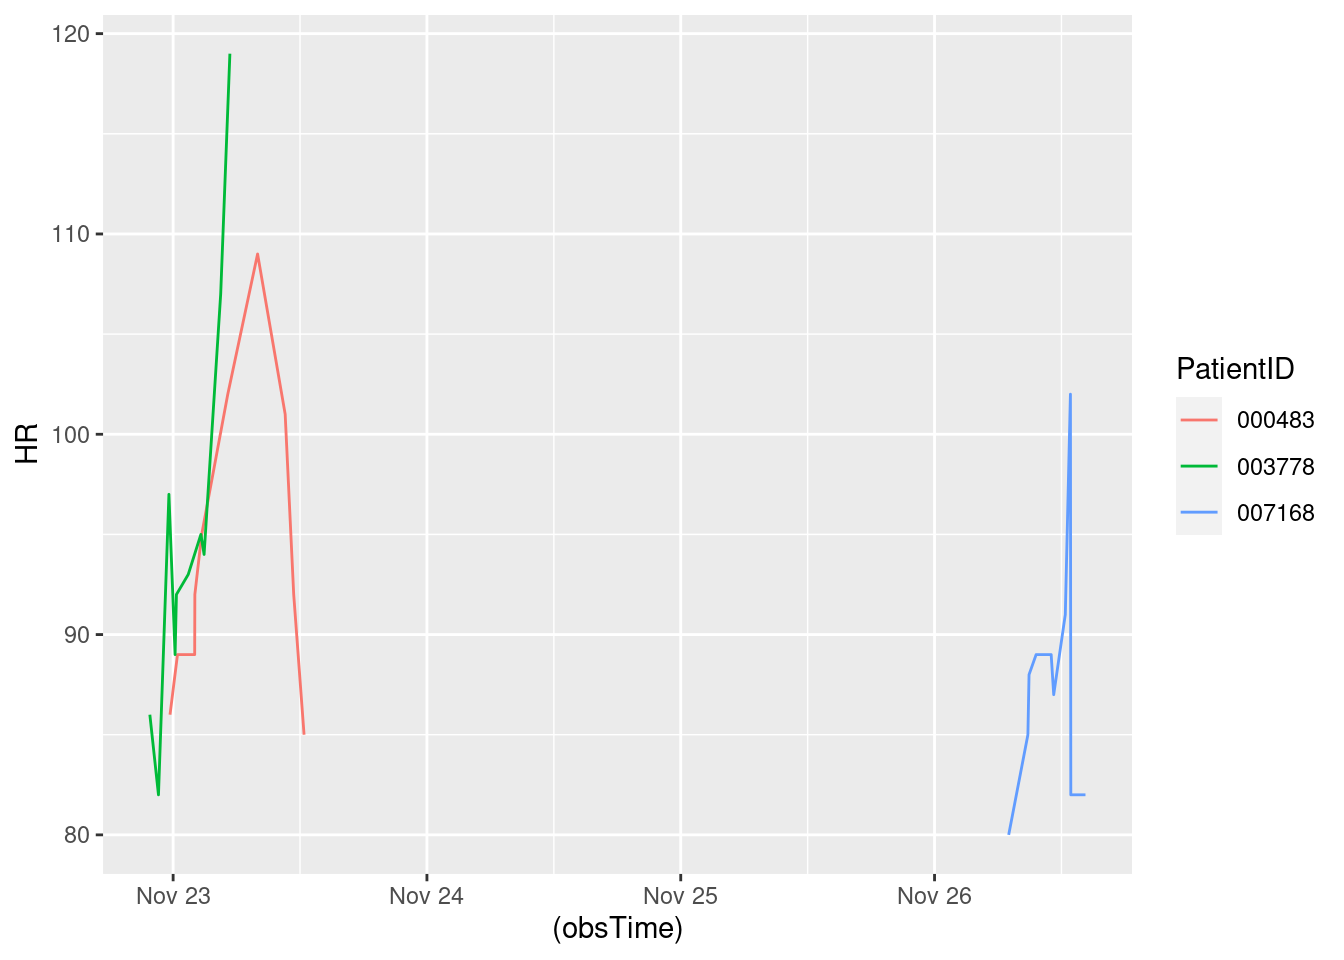 120
110
100
90
80
HR
Nov 23
Nov 24
Nov 25
Nov 26
(obsTime)
PatientID
000483
003778
007168